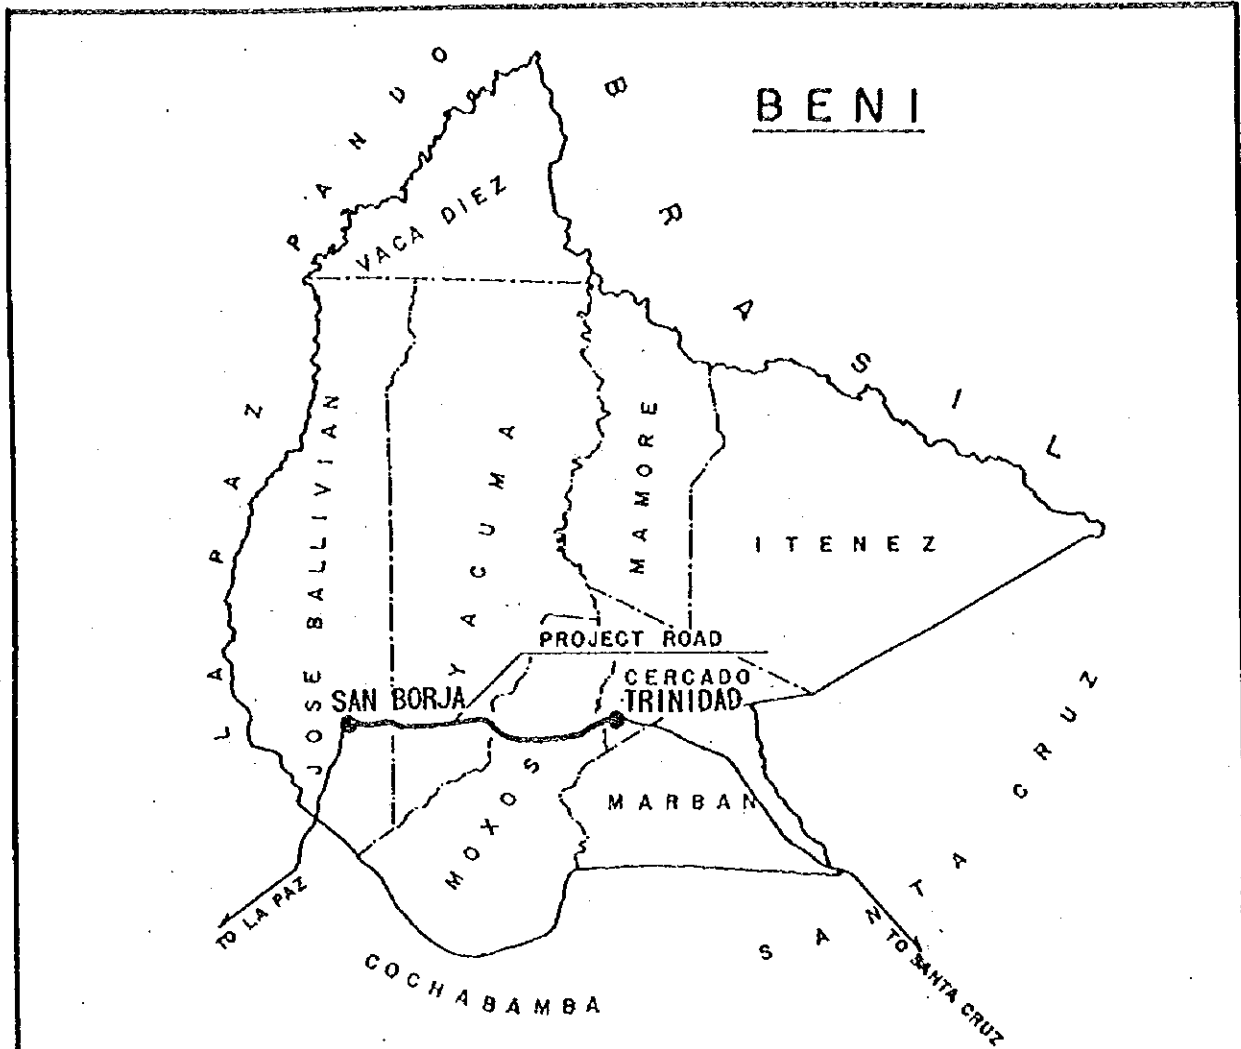 BENI
PANDO
BRASIL
VACA DIEZ
LA PAZ
JOSE BALLIVIAN
YACUMA
MAMORE
ITENEZ
PROJECT ROAD
CERCADO
SAN BORJA
TRINIDAD
MOXOS
MARBAN
TO LA PAZ
COCHABAMBA
SANTA CRUZ
TO SANTA CRUZ